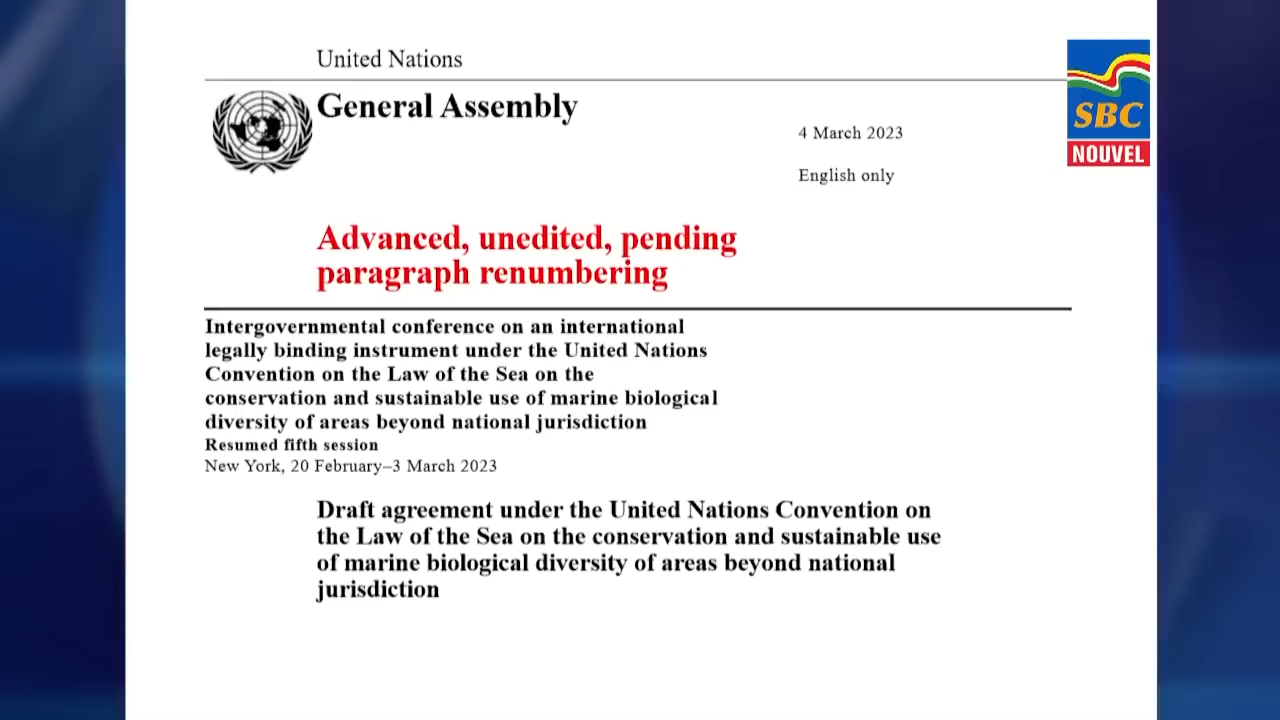 United Nations
General Assembly
4 March 2023
English only
SBC
NOUVEL
Advanced, unedited, pending
paragraph renumbering
Intergovernmental conference on an international
legally binding instrument under the United Nations
Convention on the Law of the Sea on the
conservation and sustainable use of marine biological
diversity of areas beyond national jurisdiction
Resumed fifth session
New York, 20 February–3 March 2023
Draft agreement under the United Nations Convention on
the Law of the Sea on the conservation and sustainable use
of marine biological diversity of areas beyond national
jurisdiction